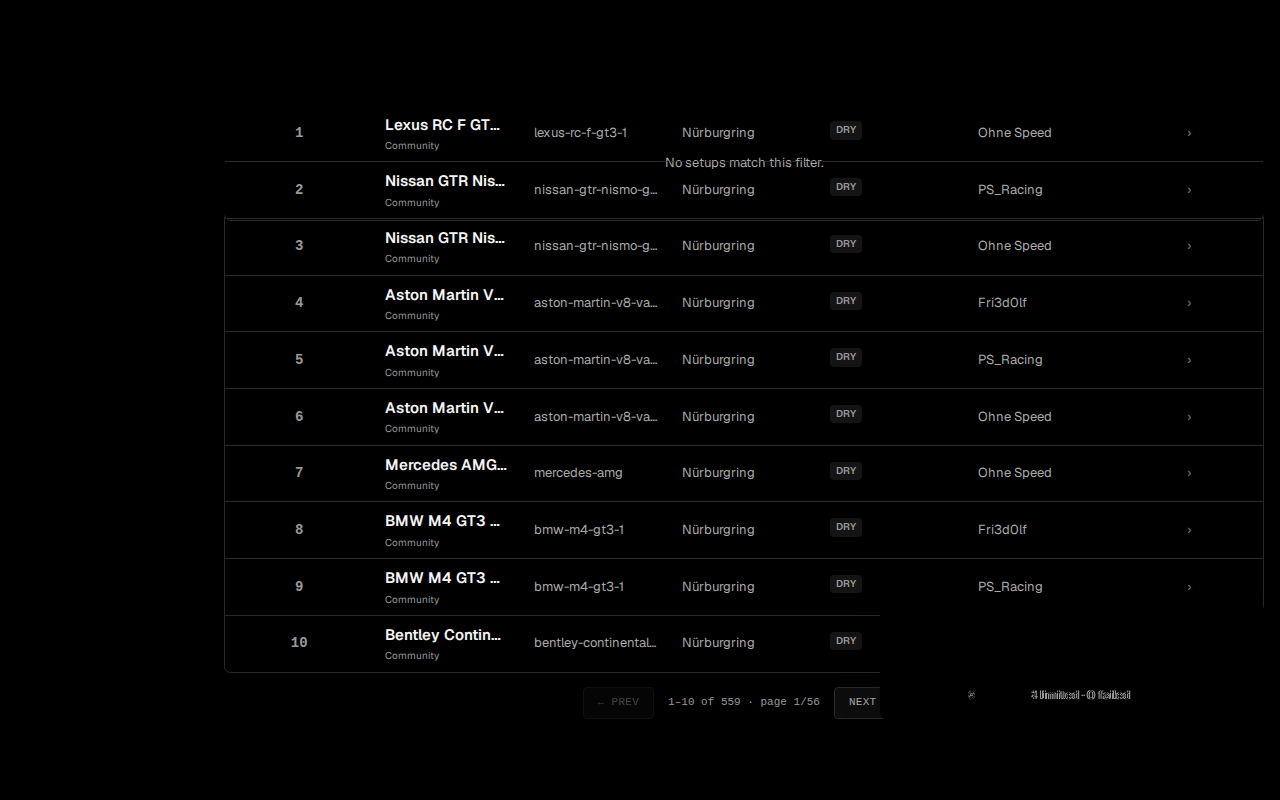 1 Lexus RC F GT... lexus-rc-f-gt3-1 Nürburgring DRY Ohne Speed ›
Community
No setups match this filter.
2 Nissan GTR Nis... nissan-gtr-nismo-g... Nürburgring DRY PS_Racing ›
Community
3 Nissan GTR Nis... nissan-gtr-nismo-g... Nürburgring DRY Ohne Speed ›
Community
4 Aston Martin V... aston-martin-v8-va... Nürburgring DRY Fri3d0lf ›
Community
5 Aston Martin V... aston-martin-v8-va... Nürburgring DRY PS_Racing ›
Community
6 Aston Martin V... aston-martin-v8-va... Nürburgring DRY Ohne Speed ›
Community
7 Mercedes AMG... mercedes-amg Nürburgring DRY Ohne Speed ›
Community
8 BMW M4 GT3 ... bmw-m4-gt3-1 Nürburgring DRY Fri3d0lf ›
Community
9 BMW M4 GT3 ... bmw-m4-gt3-1 Nürburgring DRY PS_Racing ›
Community
10 Bentley Contin... bentley-continental... Nürburgring DRY
Community
← PREV 1–10 of 559 · page 1/56 NEXT